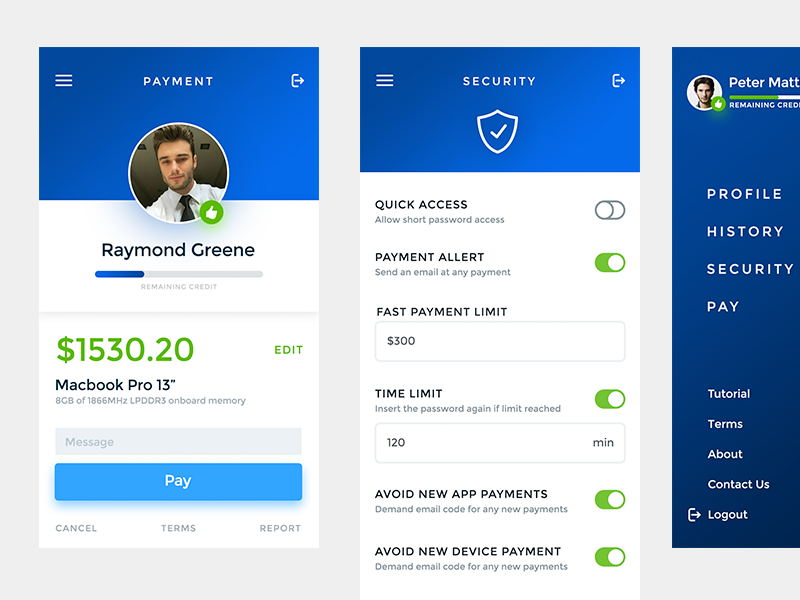 PAYMENT
Raymond Greene
REMAINING CREDIT
$1530.20
EDIT
Macbook Pro 13”
8GB of 1866MHz LPDDR3 onboard memory
Message
Pay
CANCEL TERMS REPORT
SECURITY
QUICK ACCESS
Allow short password access
PAYMENT ALLERT
Send an email at any payment
FAST PAYMENT LIMIT
$300
TIME LIMIT
Insert the password again if limit reached
120 min
AVOID NEW APP PAYMENTS
Demand email code for any new payments
AVOID NEW DEVICE PAYMENT
Demand email code for any new payments
Peter Matt
REMAINING CREDI
PROFILE
HISTORY
SECURITY
PAY
Tutorial
Terms
About
Contact Us
Logout